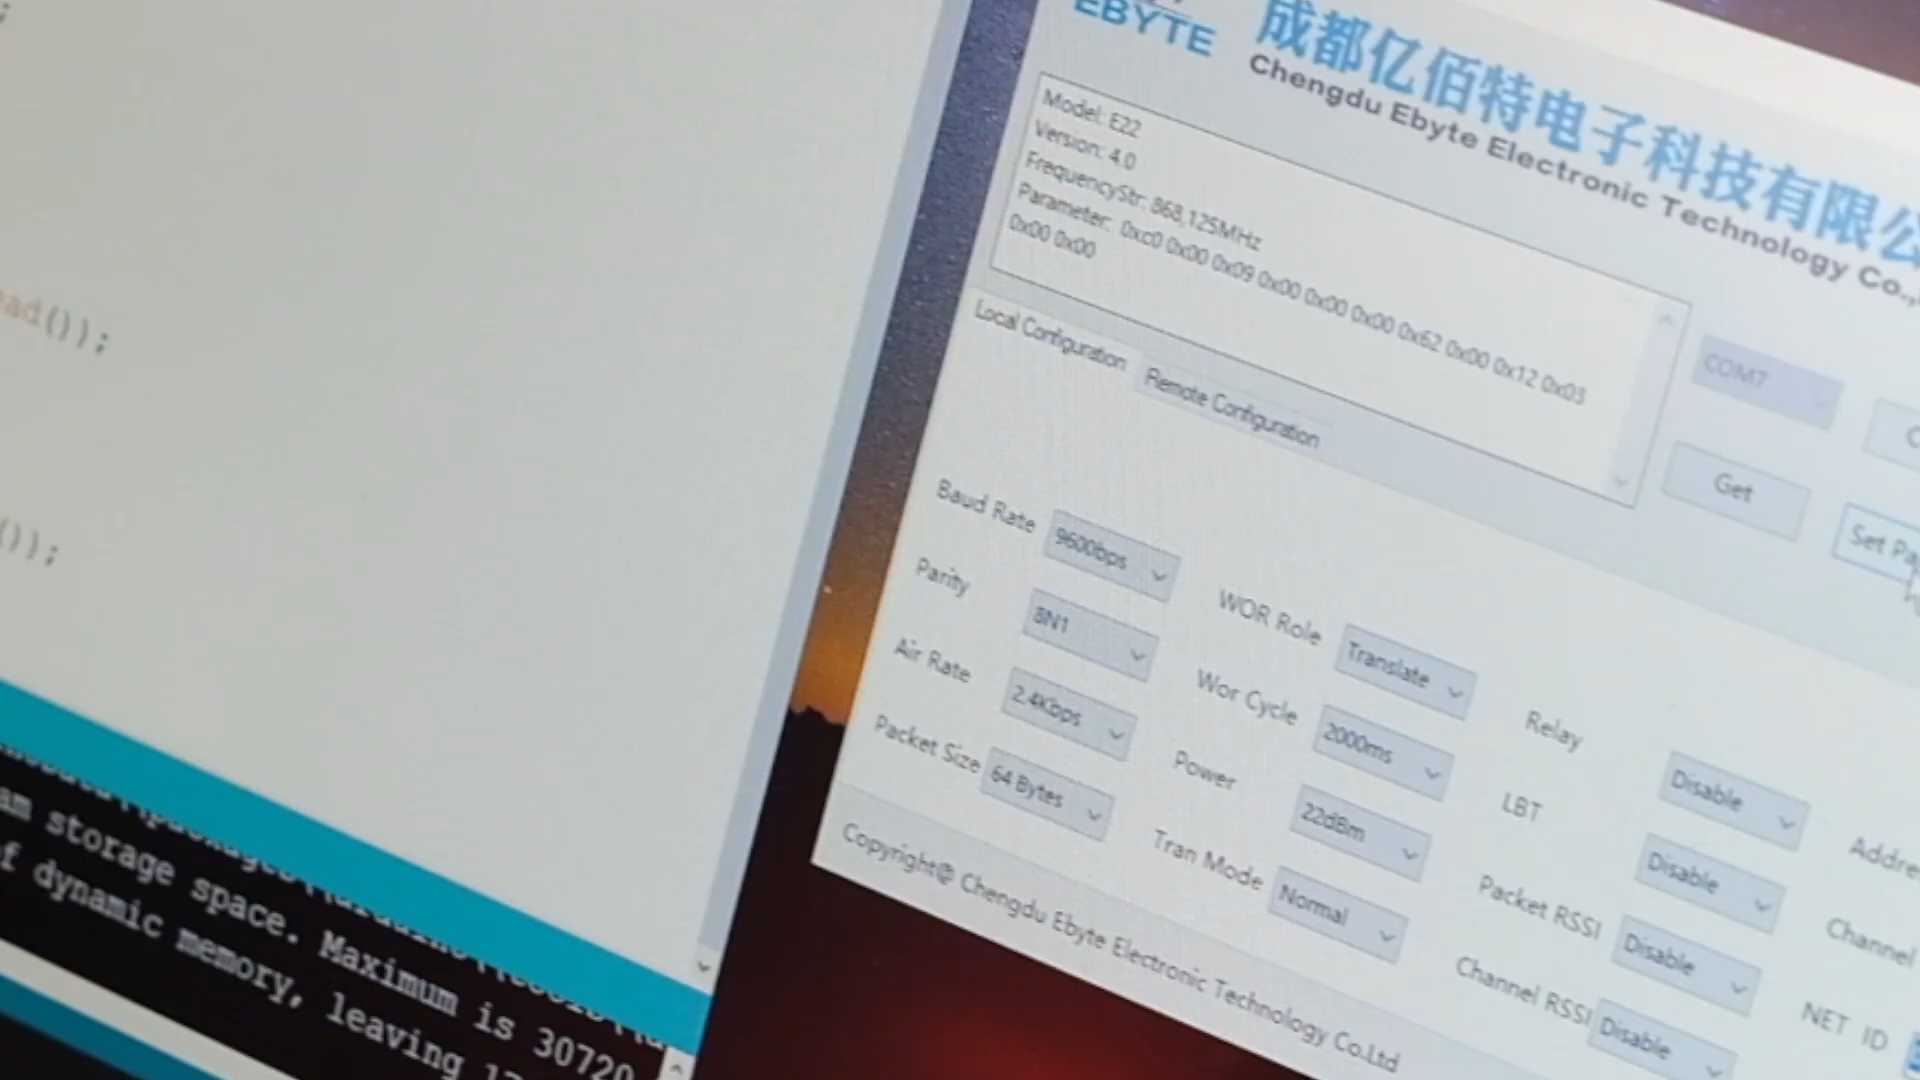 ;
ad());
());
am storage space. Maximum is 30720
of dynamic memory, leaving
EBYTE
成都亿佰特电子科技有限公
Chengdu Ebyte Electronic Technology Co.,
Model: E22
Version: 4.0
FrequencyStr: 868,125MHz
Parameter: 0xc0 0x00 0x09 0x00 0x00 0x00 0x62 0x00 0x12 0x03
0x00 0x00
COM7
Get
Set Pa
Local Configuration
Remote Configuration
Baud Rate 9600bps
Parity 8N1
Air Rate 2.4Kbps
Packet Size 64 Bytes
WOR Role Translate
Wor Cycle 2000ms
Power 22dBm
Tran Mode Normal
Relay Disable
LBT Disable
Packet RSSI Disable
Channel RSSI Disable
Addre
Channel
NET ID
Copyright© Chengdu Ebyte Electronic Technology Co.Ltd